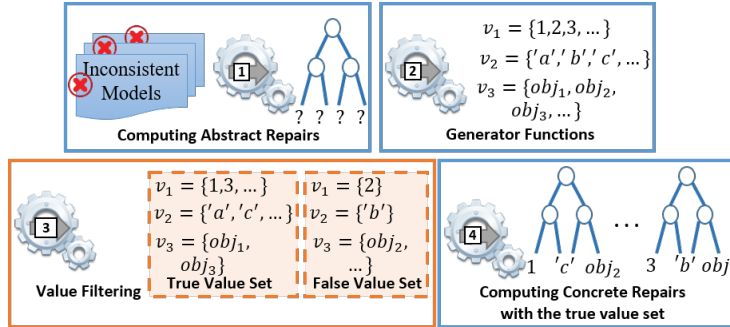 Inconsistent
Models
1
? ? ? ?
Computing Abstract Repairs
2
v₁ = {1,2,3, …}
v₂ = {'a',' b',' c', …}
v₃ = {obj₁, obj₂,
obj₃, …}
Generator Functions
3
Value Filtering
v₁ = {1,3, …}
v₂ = {'a','c', …}
v₃ = {obj₁,
obj₃}
True Value Set
v₁ = {2}
v₂ = {'b'}
v₃ = {obj₂,
…}
False Value Set
4
1 'c' obj₂ … 3 'b' obj
Computing Concrete Repairs
with the true value set